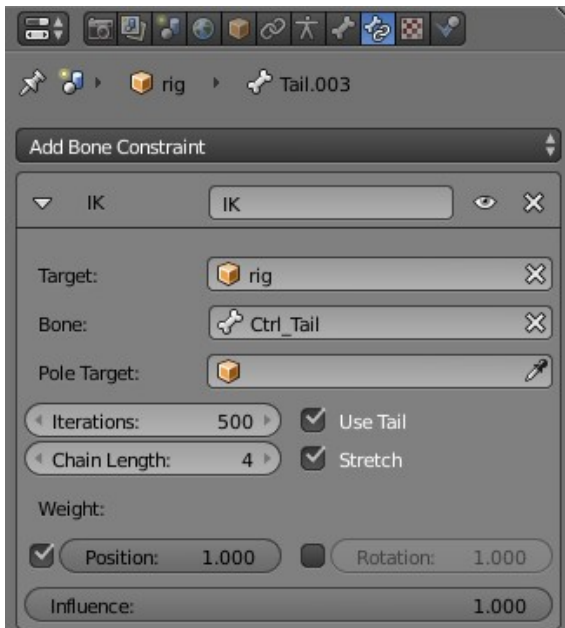 rig Tail.003
Add Bone Constraint
IK IK
Target: rig
Bone: Ctrl_Tail
Pole Target:
Iterations: 500 Use Tail
Chain Length: 4 Stretch
Weight:
Position: 1.000 Rotation: 1.000
Influence: 1.000